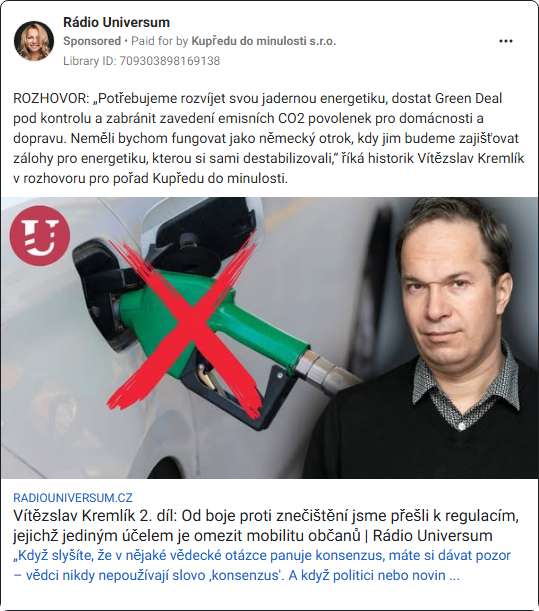 Rádio Universum
Sponsored • Paid for by Kupředu do minulosti s.r.o.
Library ID: 709303898169138
ROZHOVOR: „Potřebujeme rozvíjet svou jadernou energetiku, dostat Green Deal
pod kontrolu a zabránit zavedení emisních CO2 povolenek pro domácnosti a
dopravu. Neměli bychom fungovat jako německý otrok, kdy jim budeme zajišťovat
zálohy pro energetiku, kterou si sami destabilizovali,“ říká historik Vítězslav Kremlík
v rozhovoru pro pořad Kupředu do minulosti.
U
RADIOUNIVERSUM.CZ
Vítězslav Kremlík 2. díl: Od boje proti znečištění jsme přešli k regulacím,
jejichž jediným účelem je omezit mobilitu občanů | Rádio Universum
„Když slyšíte, že v nějaké vědecké otázce panuje konsenzus, máte si dávat pozor
– vědci nikdy nepoužívají slovo ‚konsenzus'. A když politici nebo novin ...